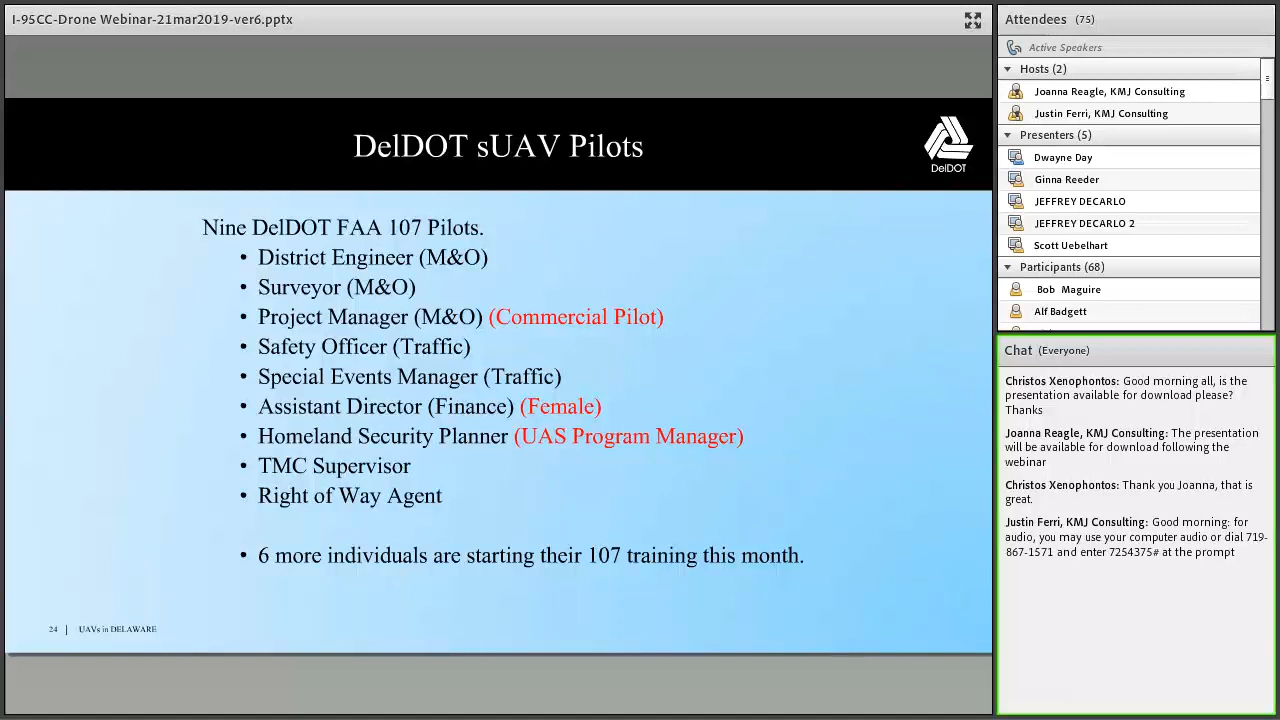 I-95CC-Drone Webinar-21mar2019-ver6.pptx
DelDOT sUAV Pilots
DelDOT
Nine DelDOT FAA 107 Pilots.
• District Engineer (M&O)
• Surveyor (M&O)
• Project Manager (M&O) (Commercial Pilot)
• Safety Officer (Traffic)
• Special Events Manager (Traffic)
• Assistant Director (Finance) (Female)
• Homeland Security Planner (UAS Program Manager)
• TMC Supervisor
• Right of Way Agent
• 6 more individuals are starting their 107 training this month.
24 | UAVs in DELAWARE
Attendees (75)
Active Speakers
Hosts (2)
Joanna Reagle, KMJ Consulting
Justin Ferri, KMJ Consulting
Presenters (5)
Dwayne Day
Ginna Reeder
JEFFREY DECARLO
JEFFREY DECARLO 2
Scott Uebelhart
Participants (68)
Bob Maguire
Alf Badgett
Chat (Everyone)
Christos Xenophontos: Good morning all, is the
presentation available for download please?
Thanks
Joanna Reagle, KMJ Consulting: The presentation
will be available for download following the
webinar
Christos Xenophontos: Thank you Joanna, that is
great.
Justin Ferri, KMJ Consulting: Good morning: for
audio, you may use your computer audio or dial 719-
867-1571 and enter 7254375# at the prompt